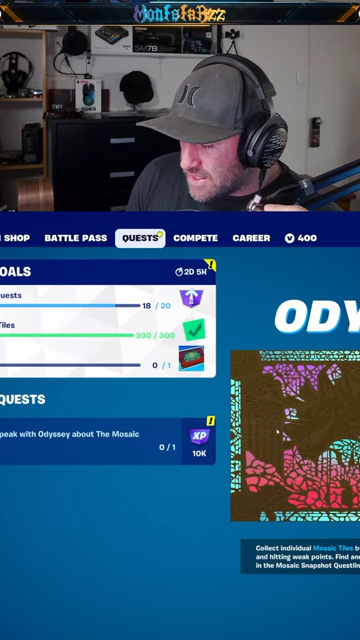 MontstaRzz
SM7B
SHOP BATTLE PASS QUESTS COMPETE CAREER V 400
OALS ! 2D 5H
uests
18 / 20
Tiles
300 / 300
0 / 1
QUESTS
peak with Odyssey about The Mosaic !
0 / 1 XP
10K
ODY
Collect individual Mosaic Tiles b
and hitting weak points. Find and
in the Mosaic Snapshot Questlin